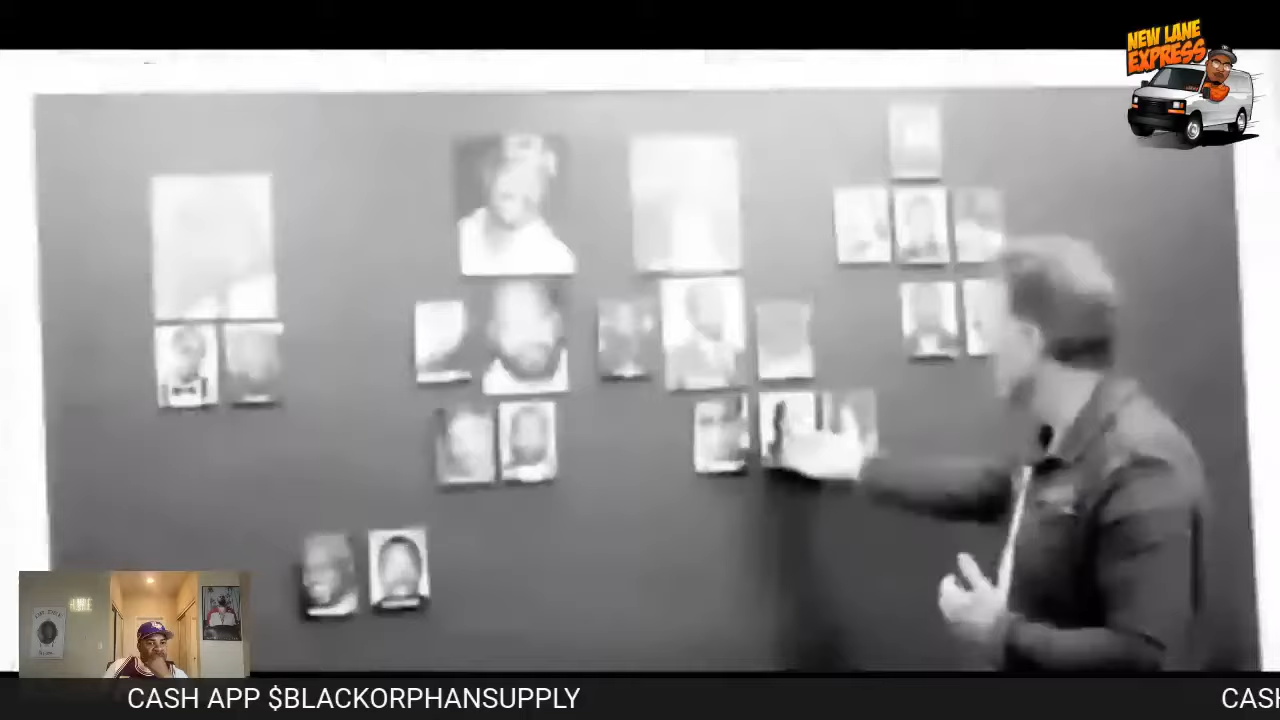 NEW LANE
EXPRESS
CASH APP $BLACKORPHANSUPPLY
CASH